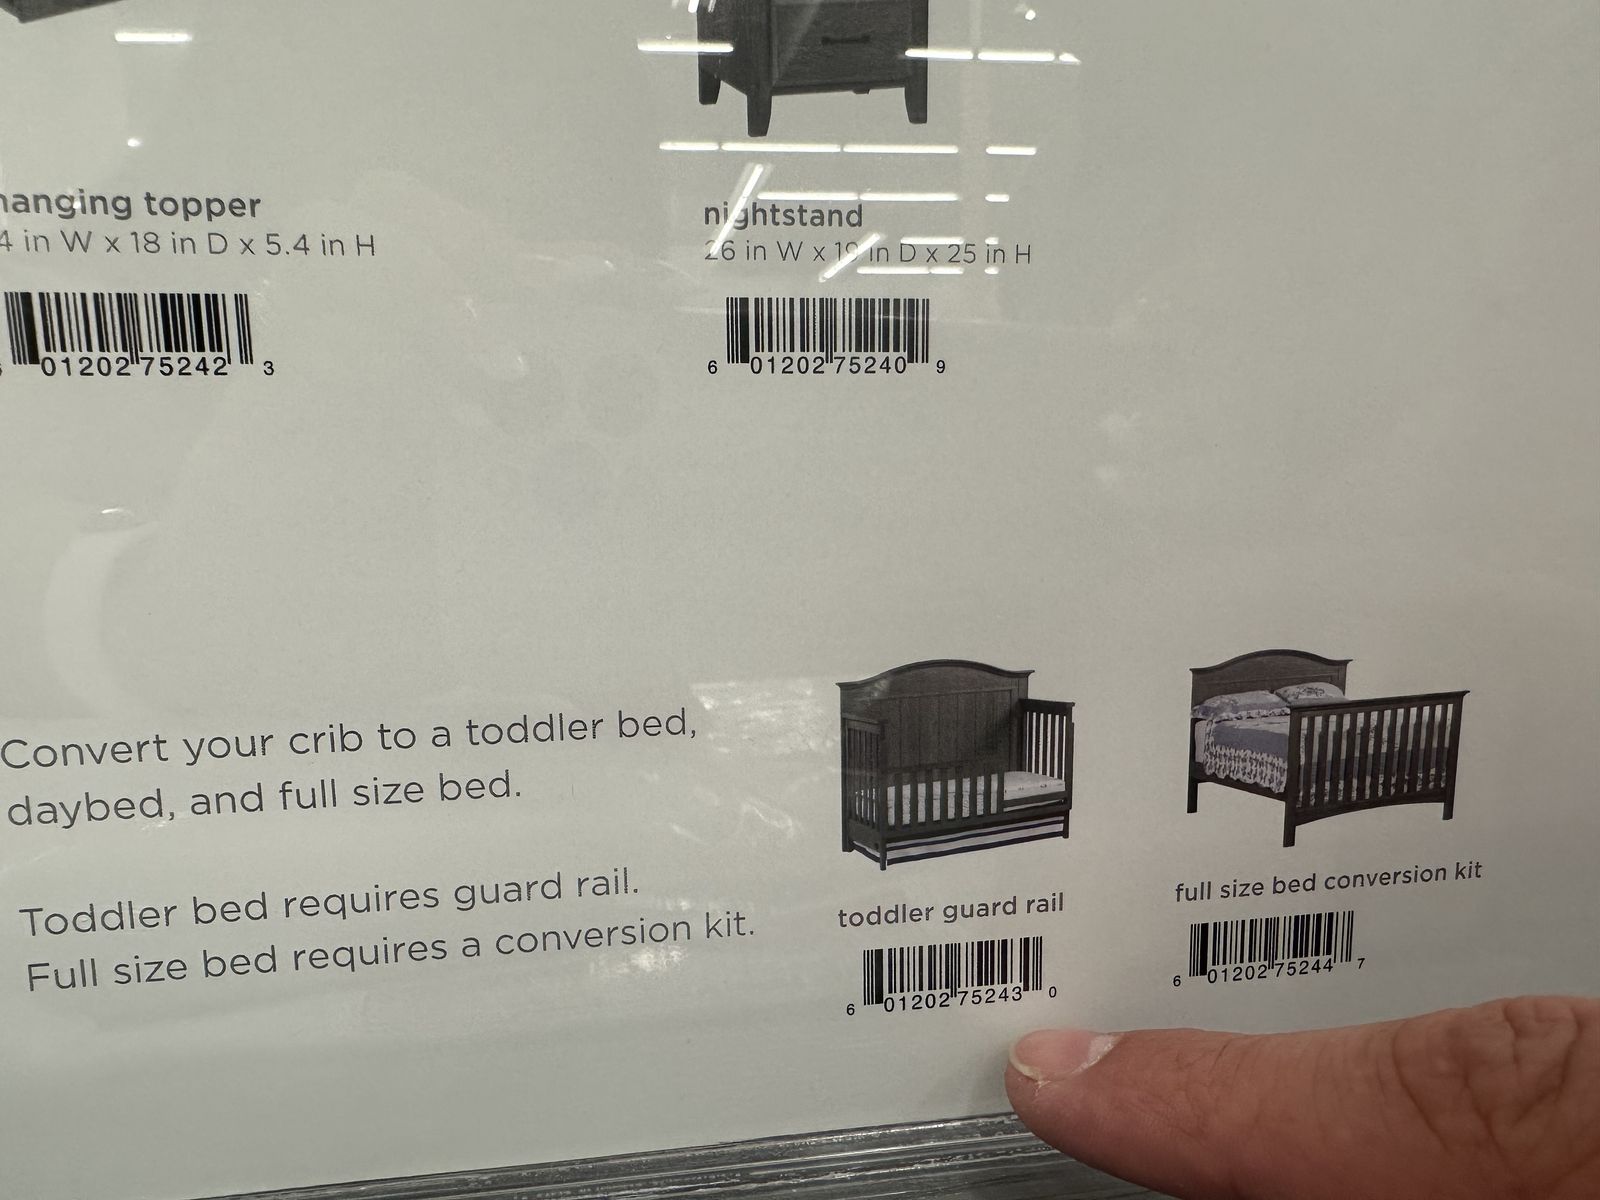 hanging topper
4 in W x 18 in D x 5.4 in H
01202 75242 3
nightstand
26 in W x 19 in D x 25 in H
6 01202 75240 9
Convert your crib to a toddler bed,
daybed, and full size bed.
Toddler bed requires guard rail.
Full size bed requires a conversion kit.
toddler guard rail
6 01202 75243 0
full size bed conversion kit
6 01202 75244 7